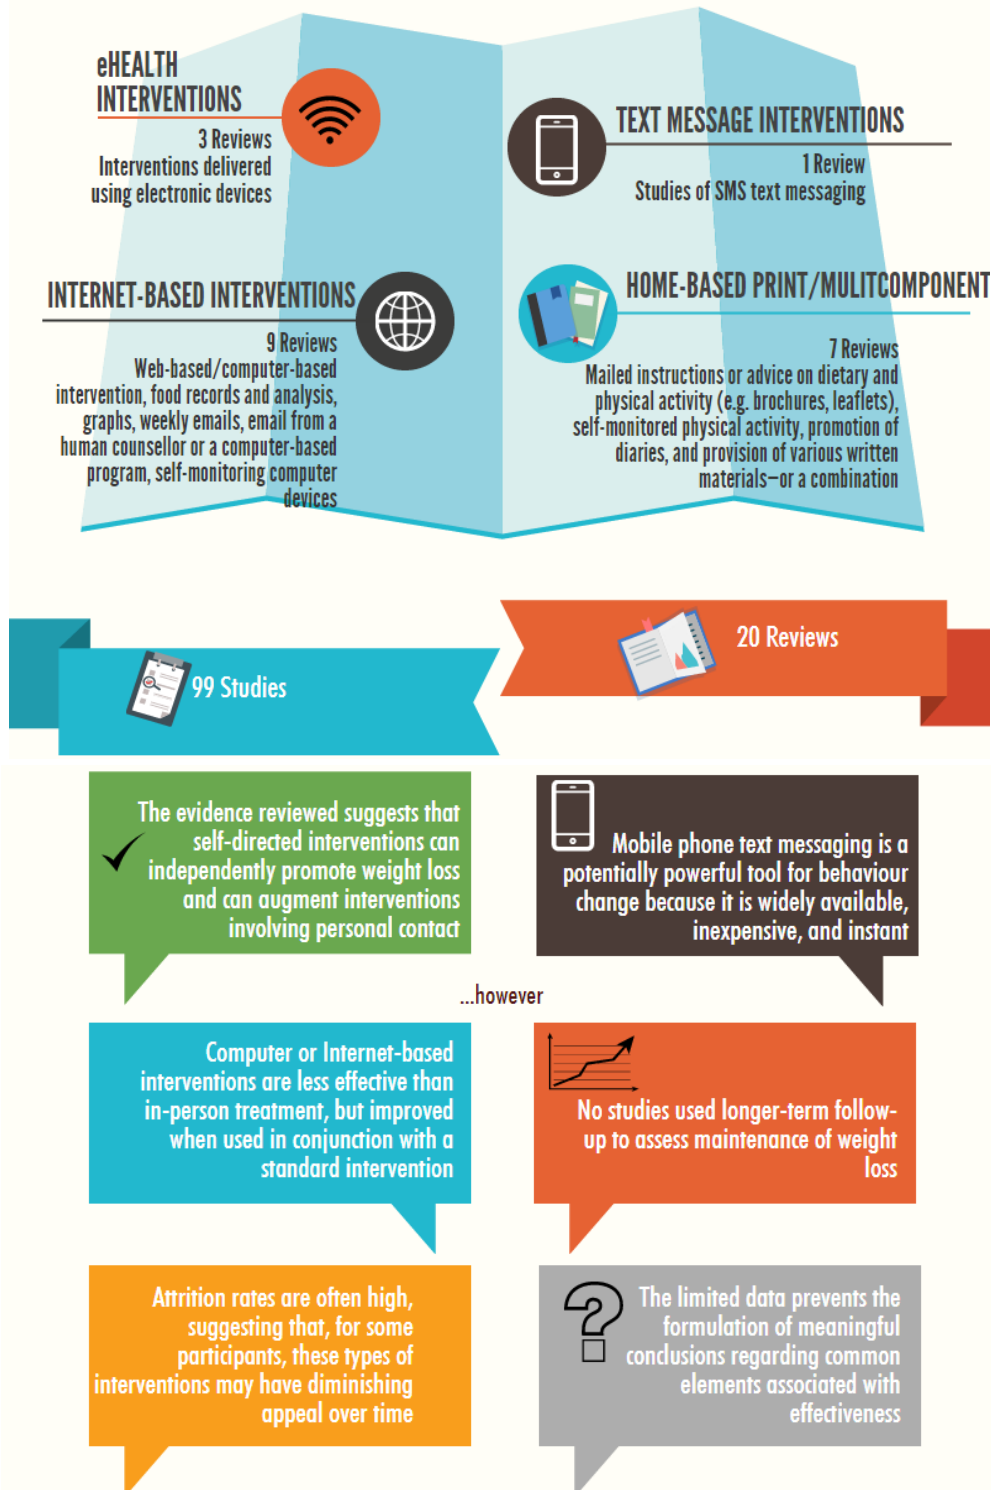 eHEALTH
INTERVENTIONS
3 Reviews
Interventions delivered
using electronic devices
TEXT MESSAGE INTERVENTIONS
1 Review
Studies of SMS text messaging
INTERNET-BASED INTERVENTIONS
9 Reviews
Web-based/computer-based
intervention, food records and analysis,
graphs, weekly emails, email from a
human counsellor or a computer-based
program, self-monitoring computer
devices
HOME-BASED PRINT/MULITCOMPONENT
7 Reviews
Mailed instructions or advice on dietary and
physical activity (e.g. brochures, leaflets),
self-monitored physical activity, promotion of
diaries, and provision of various written
materials—or a combination
99 Studies
20 Reviews
The evidence reviewed suggests that
self-directed interventions can
independently promote weight loss
and can augment interventions
involving personal contact
Mobile phone text messaging is a
potentially powerful tool for behaviour
change because it is widely available,
inexpensive, and instant
...however
Computer or Internet-based
interventions are less effective than
in-person treatment, but improved
when used in conjunction with a
standard intervention
No studies used longer-term follow-
up to assess maintenance of weight
loss
Attrition rates are often high,
suggesting that, for some
participants, these types of
interventions may have diminishing
appeal over time
The limited data prevents the
formulation of meaningful
conclusions regarding common
elements associated with
effectiveness